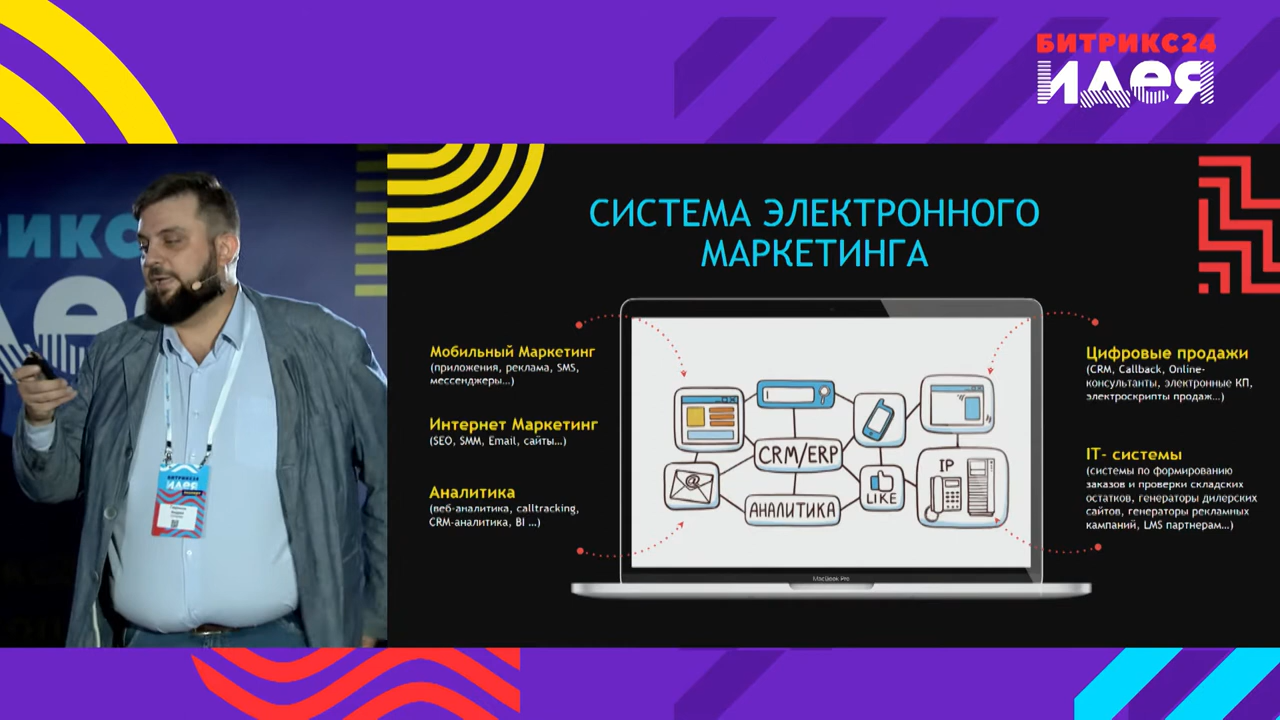 БИТРИКС24
ИДЕЯ
СИСТЕМА ЭЛЕКТРОННОГО
МАРКЕТИНГА
Мобильный Маркетинг
(приложения, реклама, SMS,
мессенджеры...)
Интернет Маркетинг
(SEO, SMM, Email, сайты...)
Аналитика
(веб-аналитика, calltracking,
CRM-аналитика, BI ...)
CRM/ERP
АНАЛИТИКА
LIKE
IP
MacBook Pro
Цифровые продажи
(CRM, Callback, Online-
консультанты, электронные КП,
электроскрипты продаж...)
IT- системы
(системы по формированию
заказов и проверки складских
остатков, генераторы дилерских
сайтов, генераторы рекламных
кампаний, LMS партнерам...)
БИТРИКС24
ИДЕЯ